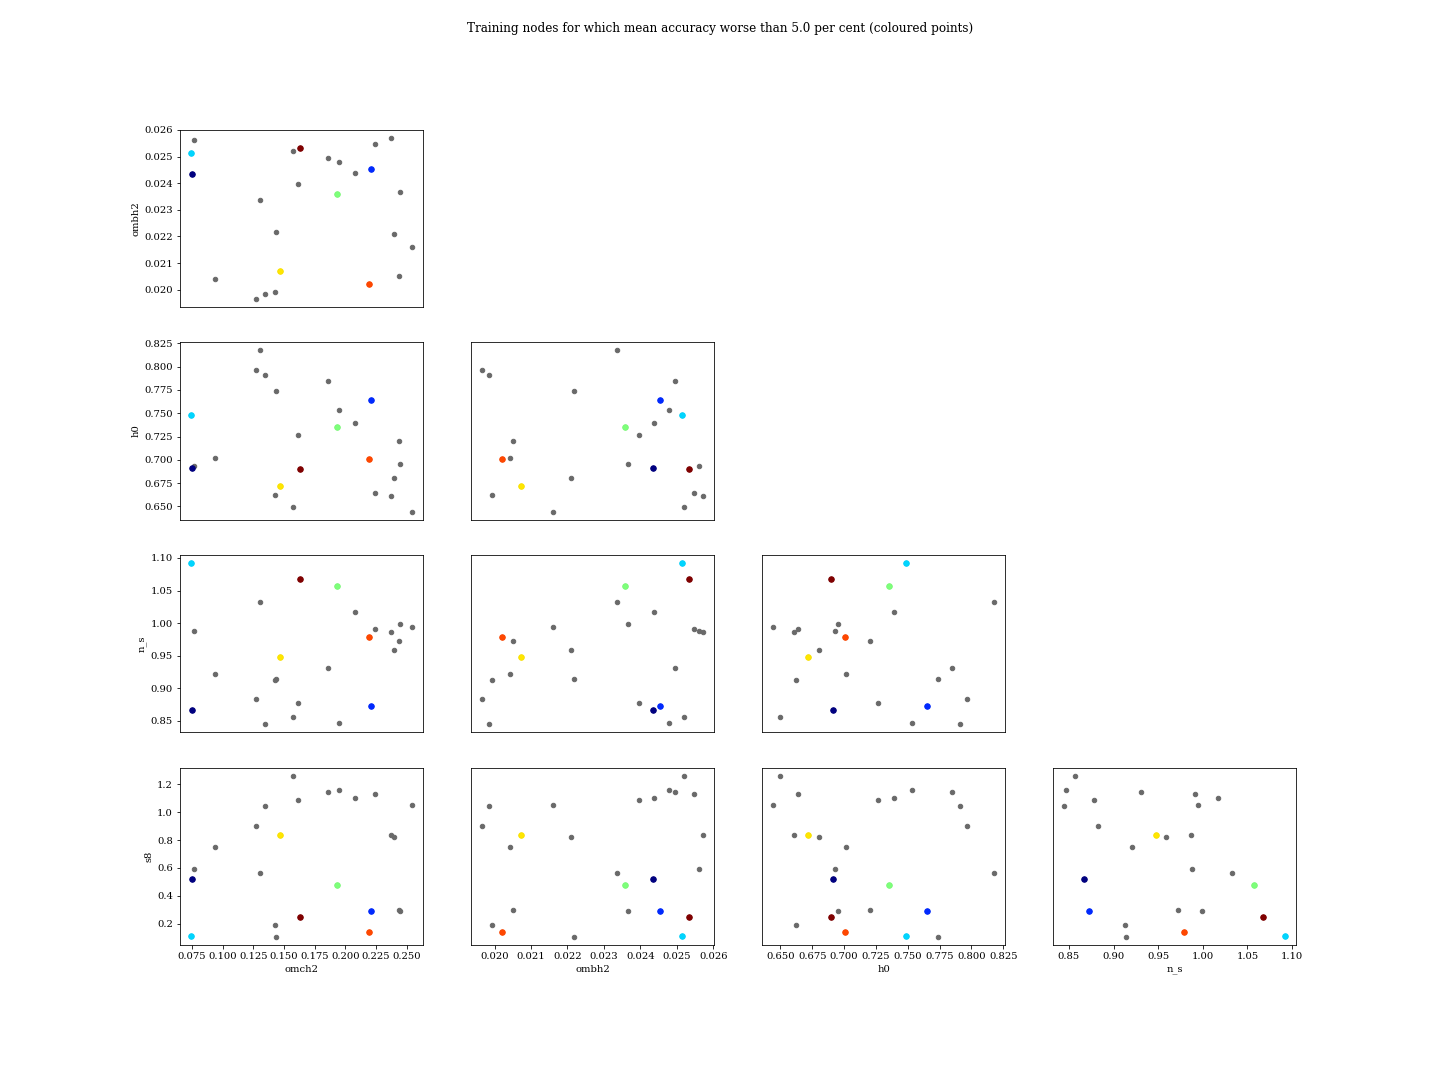 Training nodes for which mean accuracy worse than 5.0 per cent (coloured points)
0.026
0.025
0.024
0.023
0.022
0.021
0.020
ombh2
0.825
0.800
0.775
0.750
0.725
0.700
0.675
0.650
h0
1.10
1.05
1.00
0.95
0.90
0.85
n_s
1.2
1.0
0.8
0.6
0.4
0.2
s8
0.075 0.100 0.125 0.150 0.175 0.200 0.225 0.250
omch2
0.020 0.021 0.022 0.023 0.024 0.025 0.026
ombh2
0.650 0.675 0.700 0.725 0.750 0.775 0.800 0.825
h0
0.85 0.90 0.95 1.00 1.05 1.10
n_s